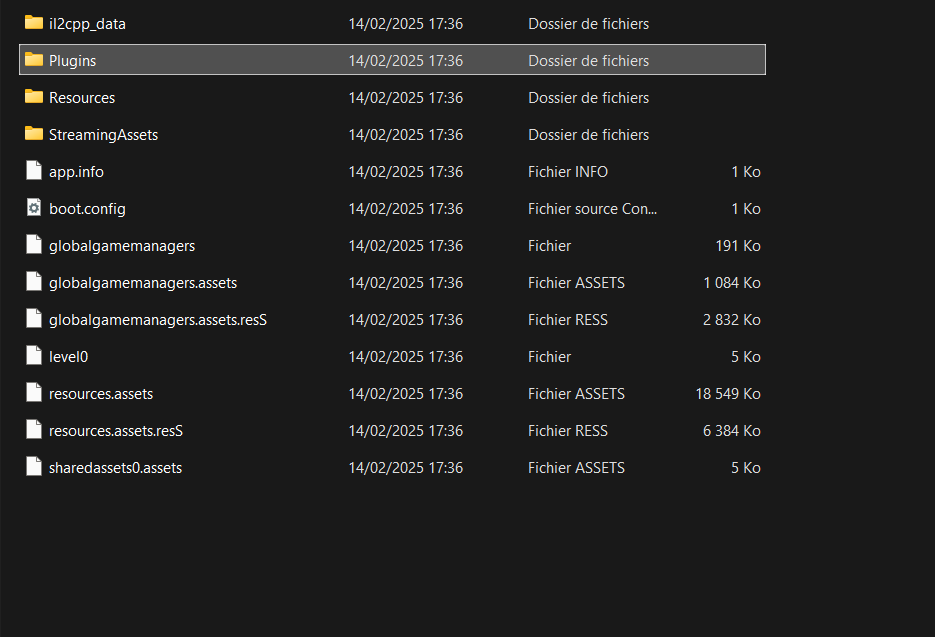 il2cpp_data 14/02/2025 17:36 Dossier de fichiers
Plugins 14/02/2025 17:36 Dossier de fichiers
Resources 14/02/2025 17:36 Dossier de fichiers
StreamingAssets 14/02/2025 17:36 Dossier de fichiers
app.info 14/02/2025 17:36 Fichier INFO 1 Ko
boot.config 14/02/2025 17:36 Fichier source Con... 1 Ko
globalgamemanagers 14/02/2025 17:36 Fichier 191 Ko
globalgamemanagers.assets 14/02/2025 17:36 Fichier ASSETS 1 084 Ko
globalgamemanagers.assets.resS 14/02/2025 17:36 Fichier RESS 2 832 Ko
level0 14/02/2025 17:36 Fichier 5 Ko
resources.assets 14/02/2025 17:36 Fichier ASSETS 18 549 Ko
resources.assets.resS 14/02/2025 17:36 Fichier RESS 6 384 Ko
sharedassets0.assets 14/02/2025 17:36 Fichier ASSETS 5 Ko